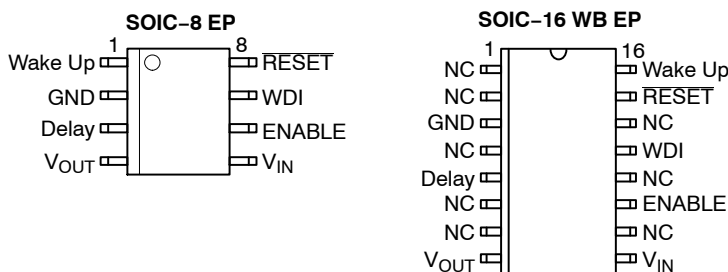 SOIC–8 EP
1 8
Wake Up RESET
GND WDI
Delay ENABLE
VOUT VIN
SOIC–16 WB EP
1 16
NC Wake Up
NC RESET
GND NC
NC WDI
Delay NC
NC ENABLE
NC NC
VOUT VIN